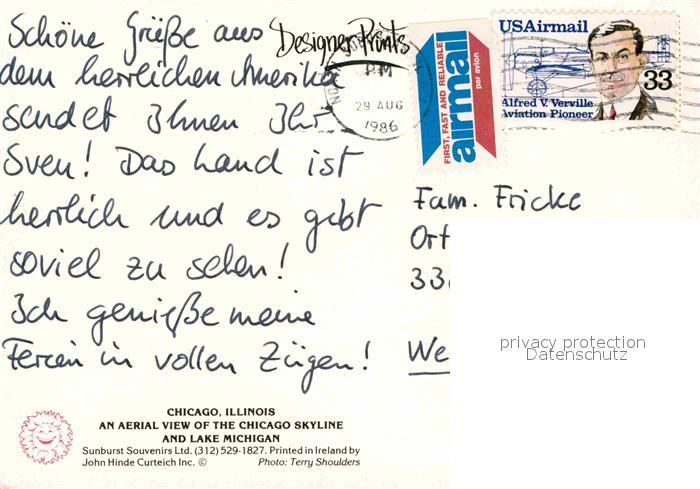 Schöne Grüße aus
dem herrlichen Amerika
sendet Ihnen Ihr
Sven! Das Land ist
herrlich und es gibt
soviel zu sehen!
Ich genieße meine
Ferien in vollen Zügen!
Designer Prints
PM
29 AUG
1986
FIRST, FAST AND RELIABLE
airmail
par avion
USAirmail
33
Alfred V. Verville
Aviation Pioneer
Fam. Fricke
Ort
33
We
privacy protection
Datenschutz
CHICAGO, ILLINOIS
AN AERIAL VIEW OF THE CHICAGO SKYLINE
AND LAKE MICHIGAN
Sunburst Souvenirs Ltd. (312) 529-1827. Printed in Ireland by
John Hinde Curteich Inc. © Photo: Terry Shoulders